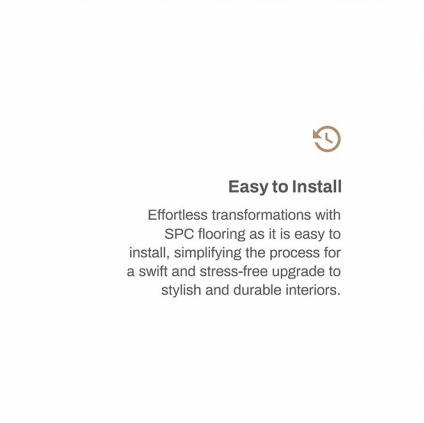 Easy to Install
Effortless transformations with
SPC flooring as it is easy to
install, simplifying the process for
a swift and stress-free upgrade to
stylish and durable interiors.